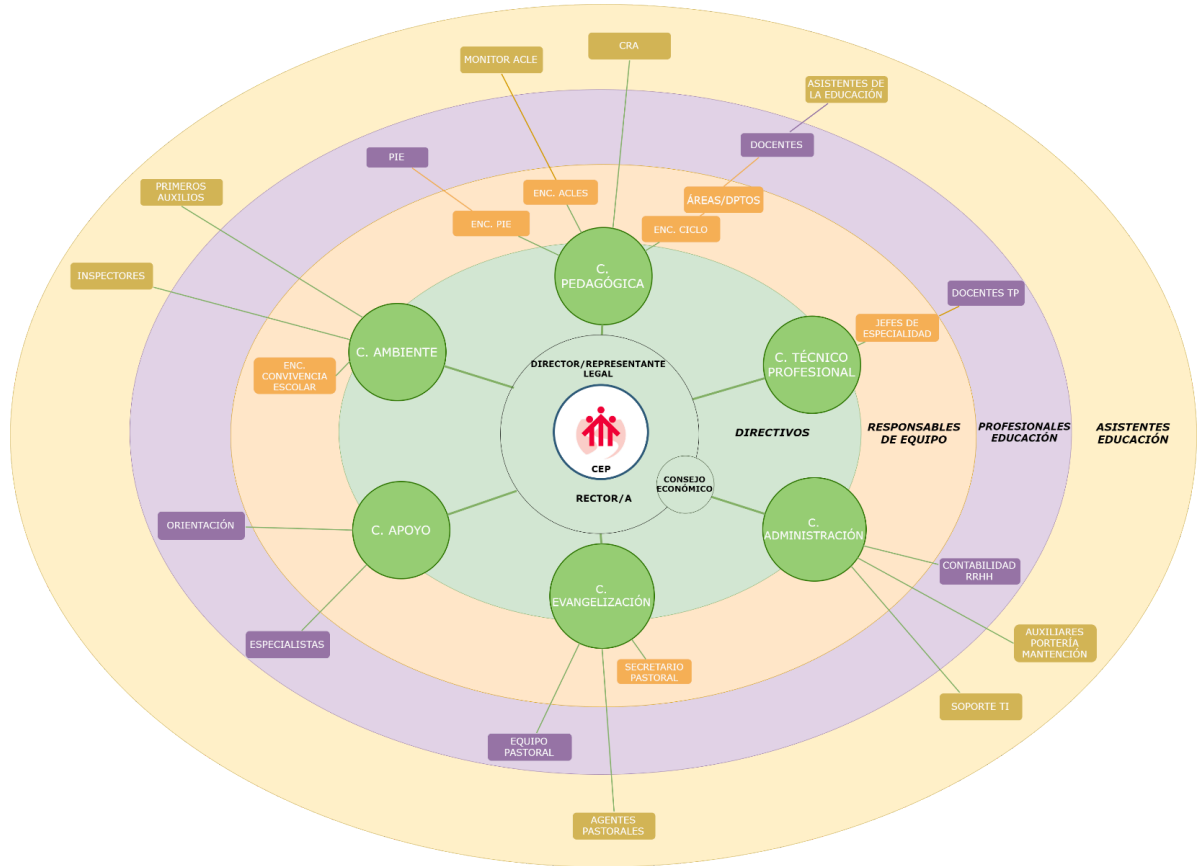 CRA
MONITOR ACLE
ASISTENTES DE
LA EDUCACIÓN
DOCENTES
PIE
PRIMEROS
AUXILIOS
ENC. ACLES
ÁREAS/DPTOS
ENC. PIE
ENC. CICLO
C.
PEDAGÓGICA
INSPECTORES
DOCENTES TP
JEFES DE
ESPECIALIDAD
C. AMBIENTE
C. TÉCNICO
PROFESIONAL
ENC.
CONVIVENCIA
ESCOLAR
DIRECTOR/REPRESENTANTE
LEGAL
CEP
RECTOR/A
CONSEJO
ECONÓMICO
DIRECTIVOS
RESPONSABLES
DE EQUIPO
PROFESIONALES
EDUCACIÓN
ASISTENTES
EDUCACIÓN
ORIENTACIÓN
C. APOYO
C.
EVANGELIZACIÓN
C.
ADMINISTRACIÓN
CONTABILIDAD
RRHH
ESPECIALISTAS
SECRETARIO
PASTORAL
AUXILIARES
PORTERÍA
MANTENCIÓN
SOPORTE TI
EQUIPO
PASTORAL
AGENTES
PASTORALES